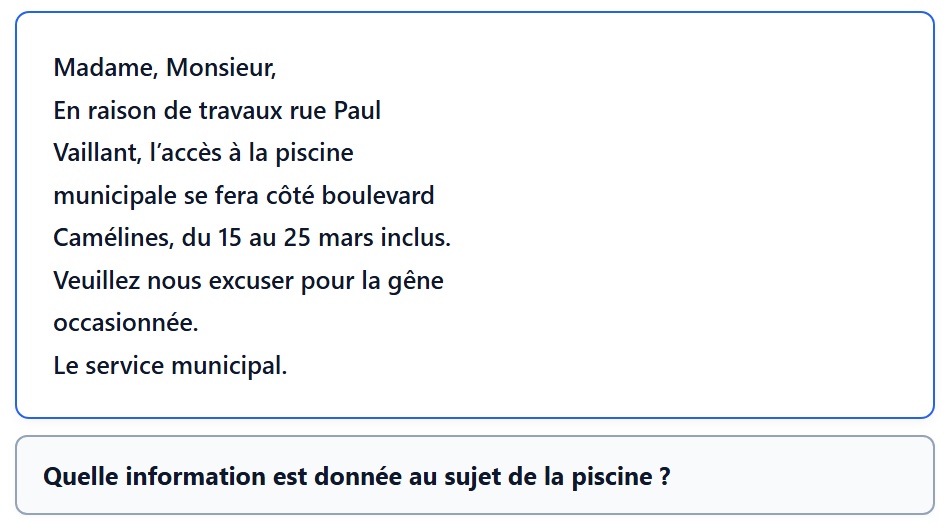 Madame, Monsieur,
En raison de travaux rue Paul
Vaillant, l’accès à la piscine
municipale se fera côté boulevard
Camélines, du 15 au 25 mars inclus.
Veuillez nous excuser pour la gêne
occasionnée.
Le service municipal.
Quelle information est donnée au sujet de la piscine ?